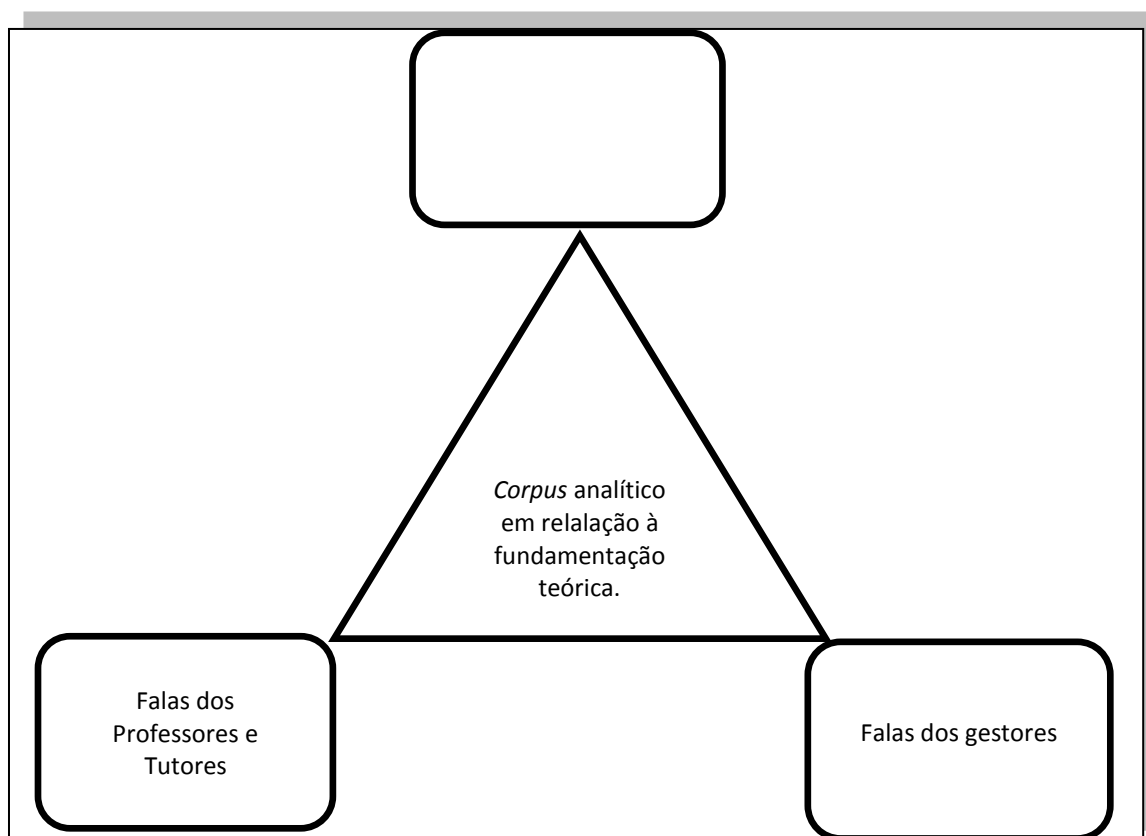 Corpus analítico
em relalação à
fundamentação
teórica.
Falas dos
Professores e
Tutores
Falas dos gestores